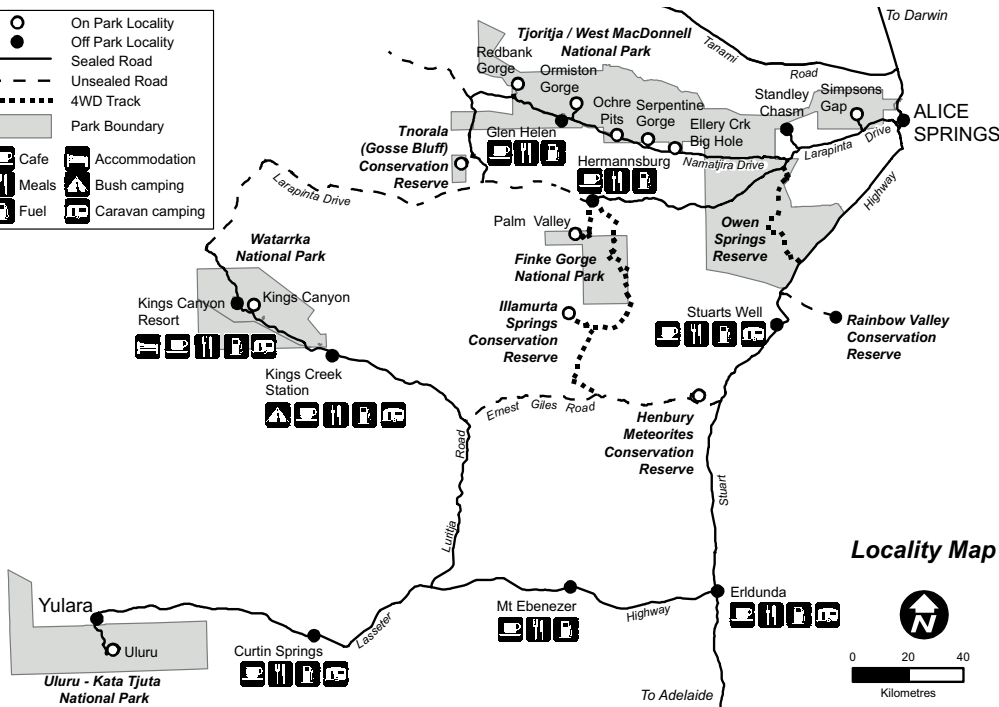 On Park Locality
Off Park Locality
Sealed Road
Unsealed Road
4WD Track
Park Boundary
Cafe
Accommodation
Meals
Bush camping
Fuel
Caravan camping
To Darwin
Tjoritja / West MacDonnell
National Park
Tanami
Road
Redbank
Gorge
Ormiston
Gorge
Ochre
Pits
Serpentine
Gorge
Ellery Crk
Big Hole
Standley
Chasm
Simpsons
Gap
ALICE
SPRINGS
Tnorala
(Gosse Bluff)
Conservation
Reserve
Glen Helen
Hermannsburg
Namatjira Drive
Larapinta Drive
Highway
Larapinta Drive
Watarrka
National Park
Palm Valley
Finke Gorge
National Park
Owen
Springs
Reserve
Kings Canyon
Resort
Kings Canyon
Illamurta
Springs
Conservation
Reserve
Stuarts Well
Rainbow Valley
Conservation
Reserve
Kings Creek
Station
Ernest Giles Road
Henbury
Meteorites
Conservation
Reserve
Road
Luritja
Stuart
Locality Map
N
0 20 40
Kilometres
Yulara
Uluru
Uluru - Kata Tjuta
National Park
Curtin Springs
Lasseter
Mt Ebenezer
Highway
Erldunda
To Adelaide